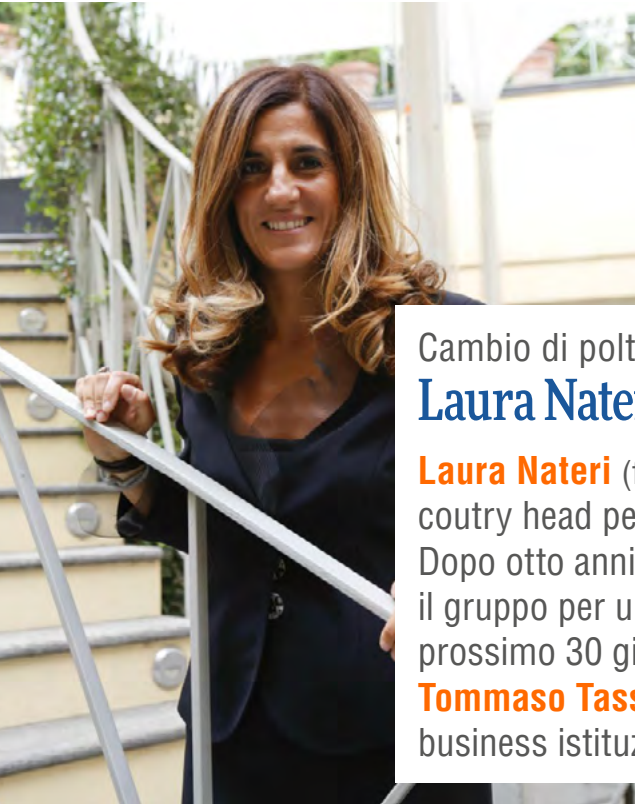 Cambio di polt
Laura Nate
Laura Nateri (
coutry head pe
Dopo otto anni
il gruppo per u
prossimo 30 gi
Tommaso Tass
business istituz